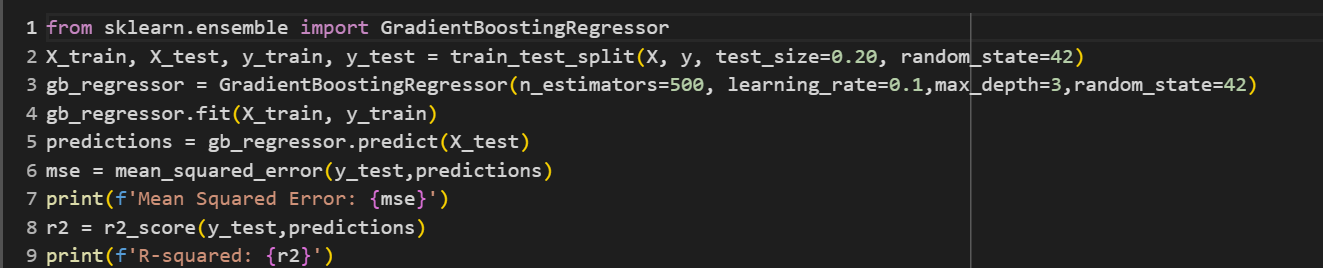 1 from sklearn.ensemble import GradientBoostingRegressor
2 X_train, X_test, y_train, y_test = train_test_split(X, y, test_size=0.20, random_state=42)
3 gb_regressor = GradientBoostingRegressor(n_estimators=500, learning_rate=0.1,max_depth=3,random_state=42)
4 gb_regressor.fit(X_train, y_train)
5 predictions = gb_regressor.predict(X_test)
6 mse = mean_squared_error(y_test,predictions)
7 print(f'Mean Squared Error: {mse}')
8 r2 = r2_score(y_test,predictions)
9 print(f'R-squared: {r2}')